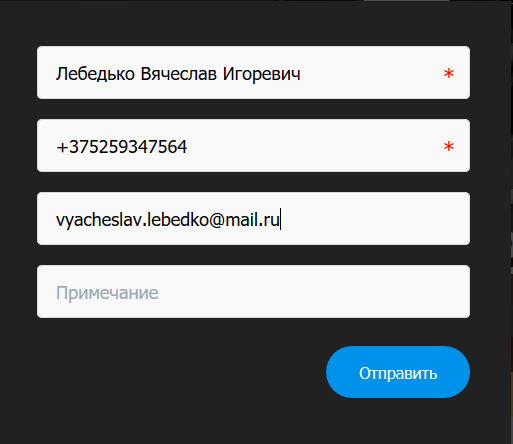 Лебедько Вячеслав Игоревич *
+375259347564 *
vyacheslav.lebedko@mail.ru
Примечание
Отправить